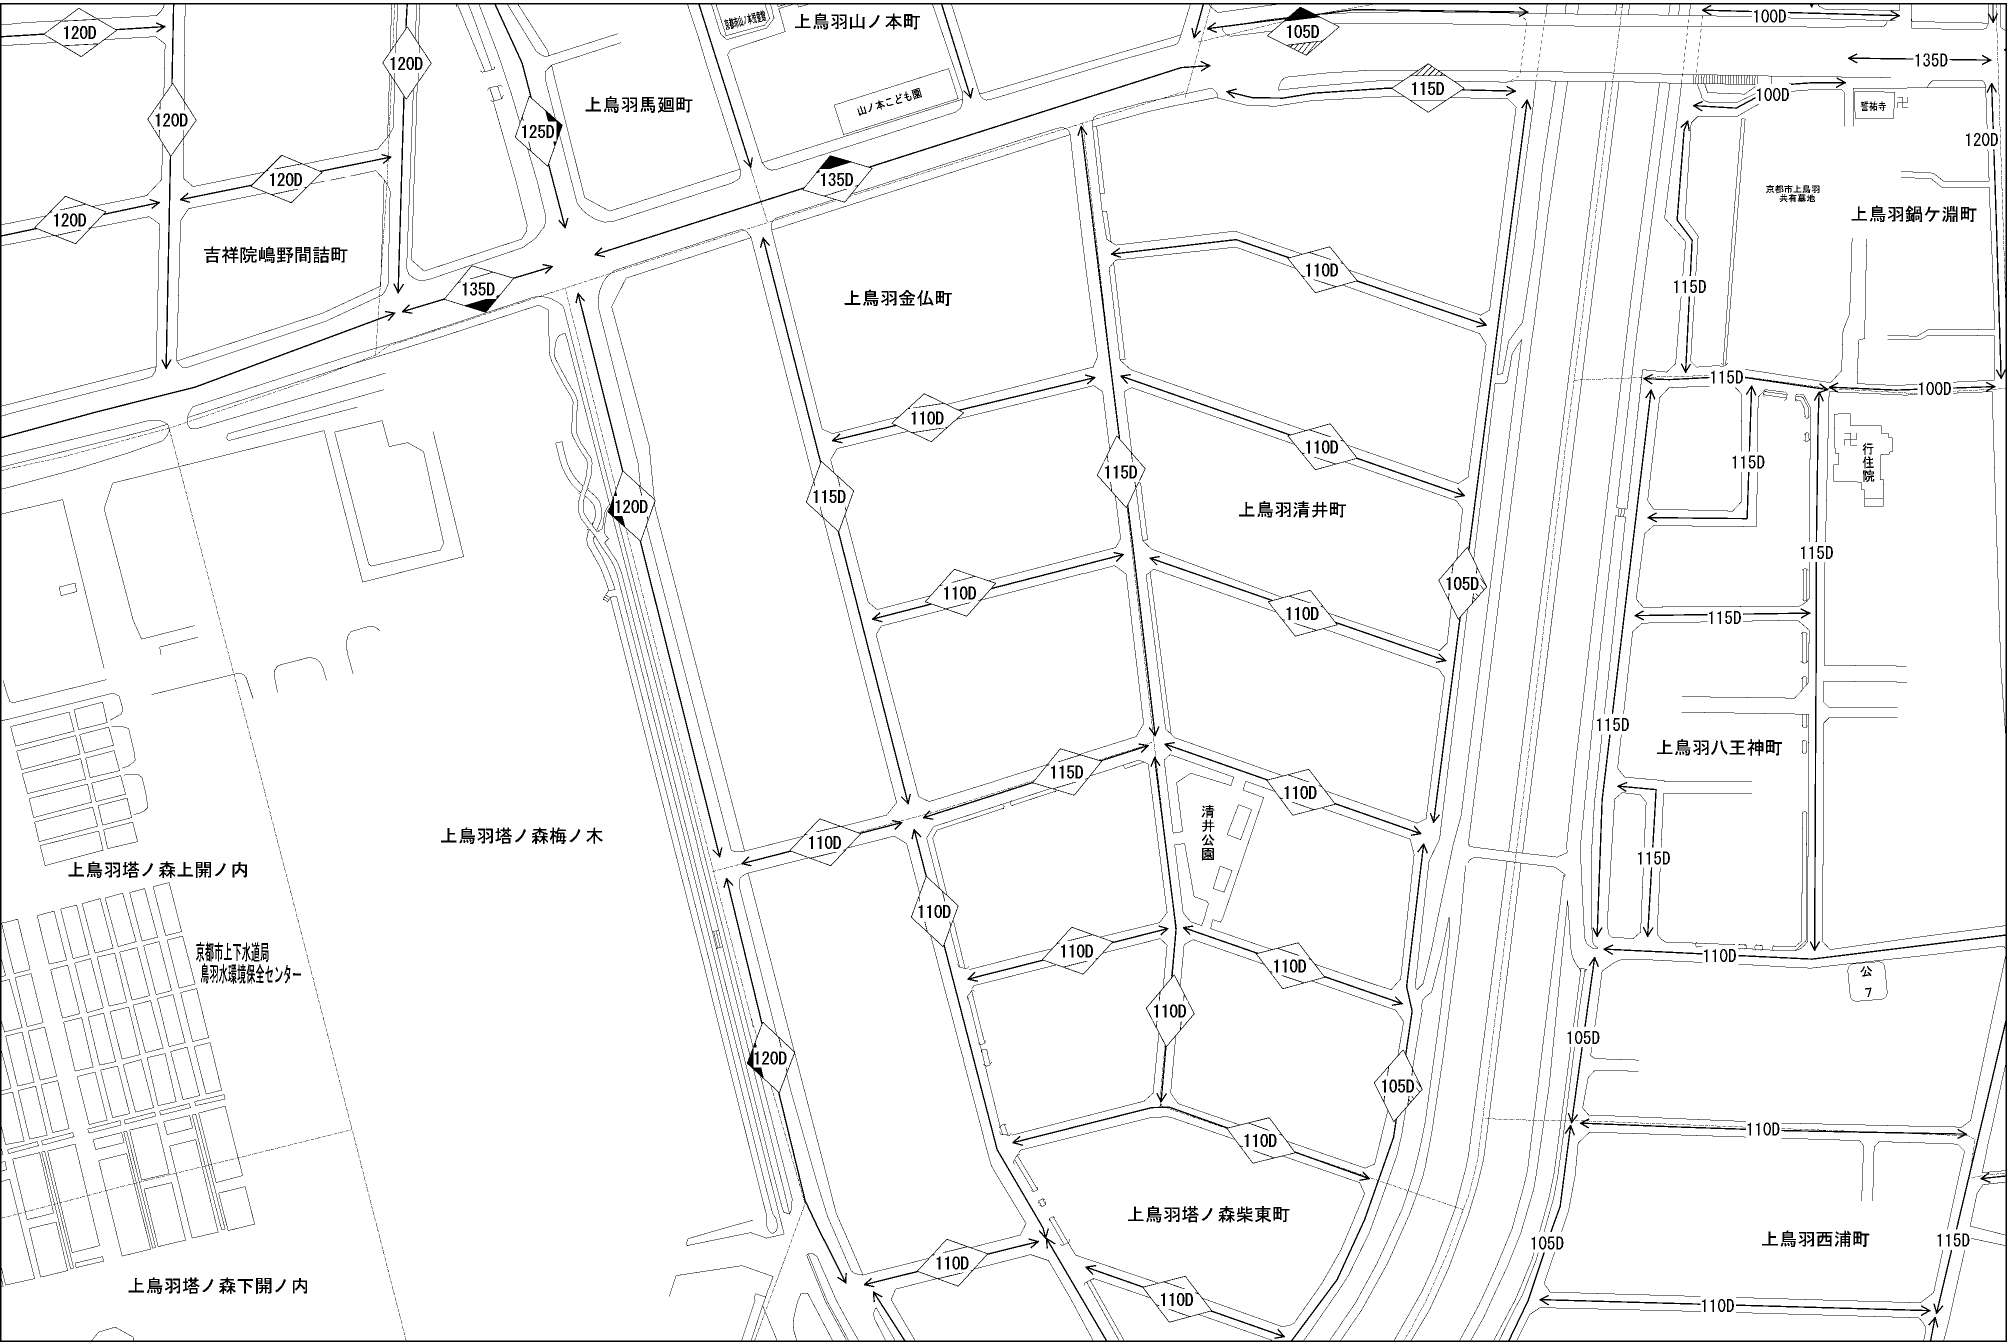 上鳥羽山ノ本町
100D
105D
120D
135D
120D
115D
100D
上鳥羽馬廻町
山ノ本こども園
誓祐寺
120D
125D
120D
120D
135D
京都市上鳥羽
共有墓地
上鳥羽鍋ケ淵町
120D
吉祥院嶋野間詰町
110D
135D
115D
上鳥羽金仏町
115D
100D
110D
110D
行住院
115D
115D
115D
120D
上鳥羽清井町
115D
105D
110D
110D
115D
115D
上鳥羽八王神町
115D
110D
清井公園
上鳥羽塔ノ森梅ノ木
110D
115D
上鳥羽塔ノ森上開ノ内
110D
京都市上下水道局
鳥羽水環境保全センター
110D
110D
110D
公
7
110D
105D
120D
105D
110D
110D
上鳥羽塔ノ森柴東町
105D
上鳥羽西浦町
115D
110D
上鳥羽塔ノ森下開ノ内
110D
110D